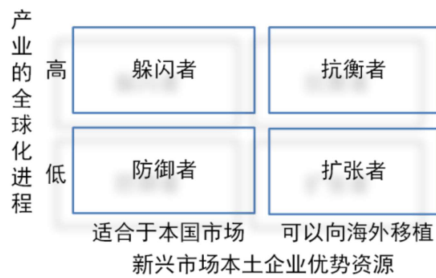 产业的全球化进程
高
躲闪者
抗衡者
低
防御者
扩张者
适合于本国市场
可以向海外移植
新兴市场本土企业优势资源